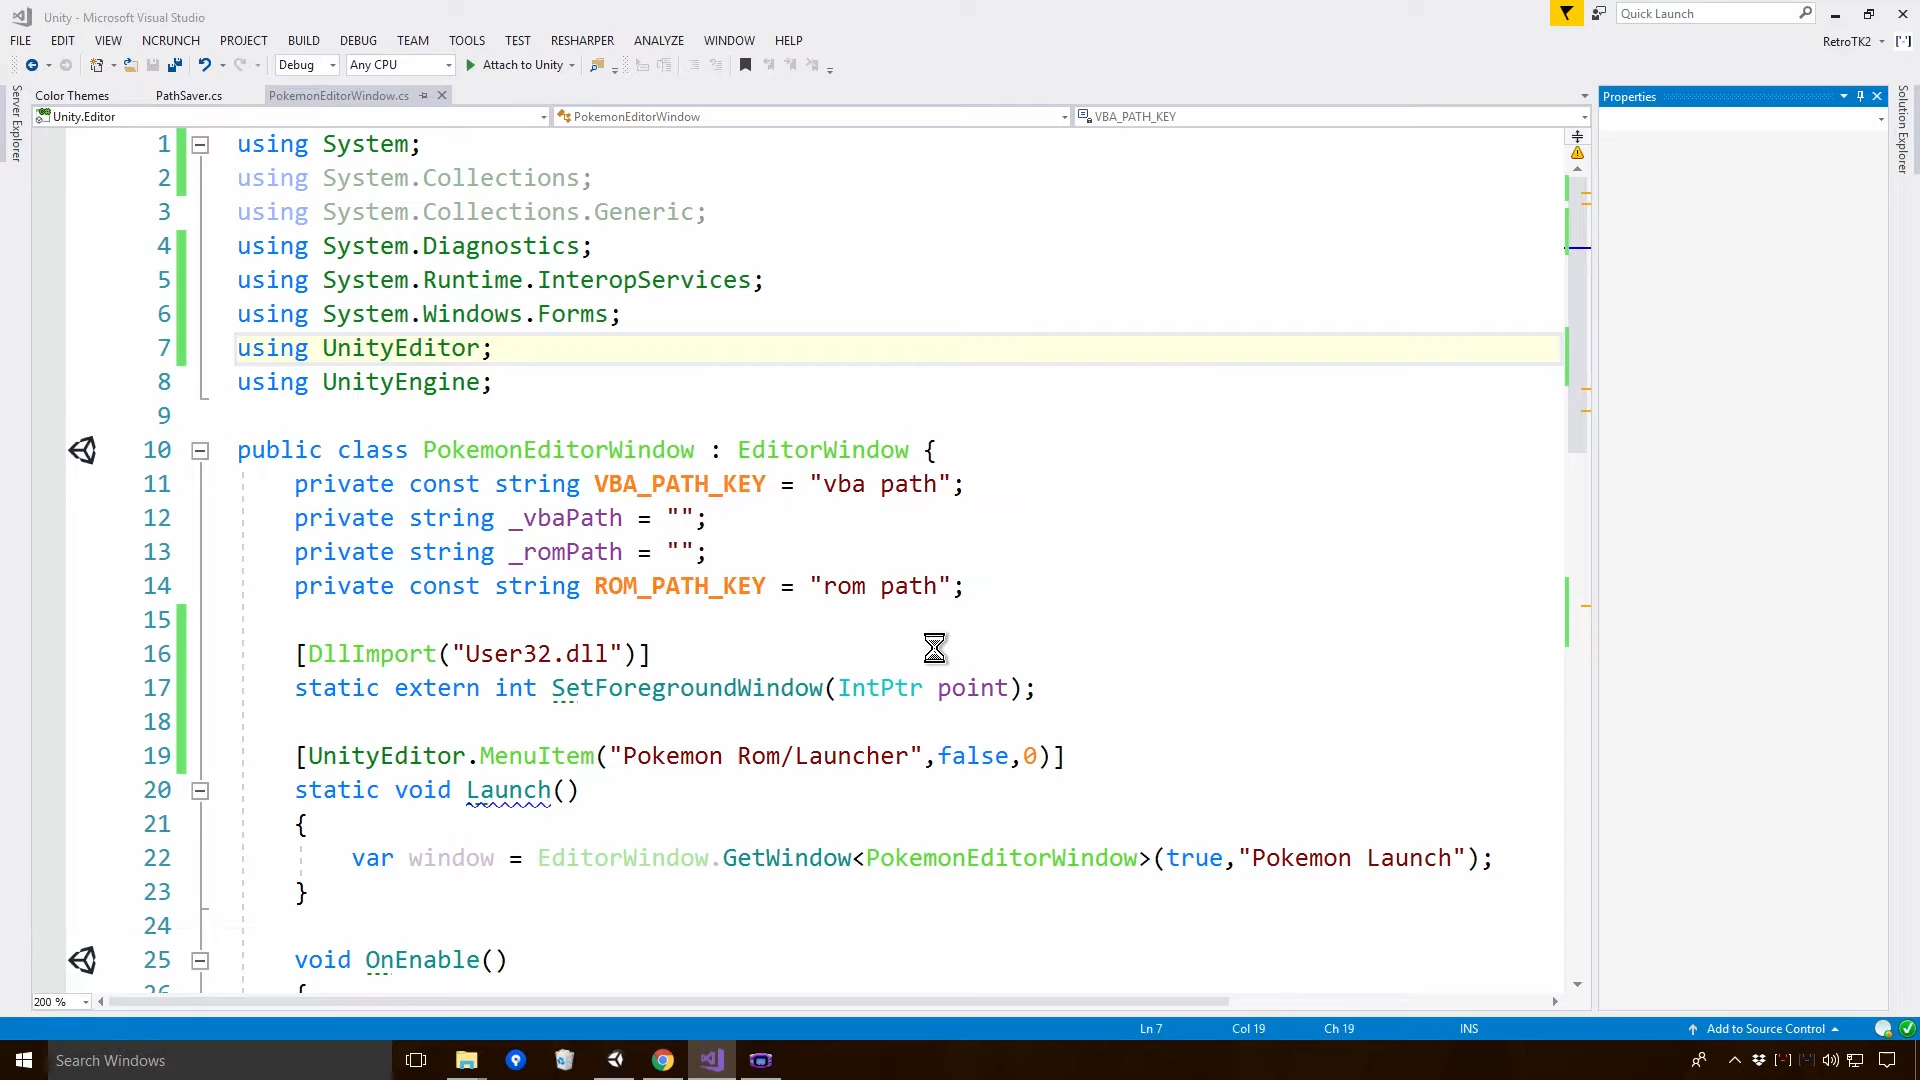 Unity - Microsoft Visual Studio
Quick Launch
FILE EDIT VIEW NCRUNCH PROJECT BUILD DEBUG TEAM TOOLS TEST RESHARPER ANALYZE WINDOW HELP
RetroTK2
Debug Any CPU Attach to Unity
Server Explorer
Color Themes PathSaver.cs PokemonEditorWindow.cs
Properties
Solution Explorer
Unity.Editor PokemonEditorWindow VBA_PATH_KEY
1 using System;
2 using System.Collections;
3 using System.Collections.Generic;
4 using System.Diagnostics;
5 using System.Runtime.InteropServices;
6 using System.Windows.Forms;
7 using UnityEditor;
8 using UnityEngine;
9
10 public class PokemonEditorWindow : EditorWindow {
11 private const string VBA_PATH_KEY = "vba path";
12 private string _vbaPath = "";
13 private string _romPath = "";
14 private const string ROM_PATH_KEY = "rom path";
15
16 [DllImport("User32.dll")]
17 static extern int SetForegroundWindow(IntPtr point);
18
19 [UnityEditor.MenuItem("Pokemon Rom/Launcher",false,0)]
20 static void Launch()
21 {
22 var window = EditorWindow.GetWindow<PokemonEditorWindow>(true,"Pokemon Launch");
23 }
24
25 void OnEnable()
26 {
200 %
Ln 7 Col 19 Ch 19 INS Add to Source Control
Search Windows